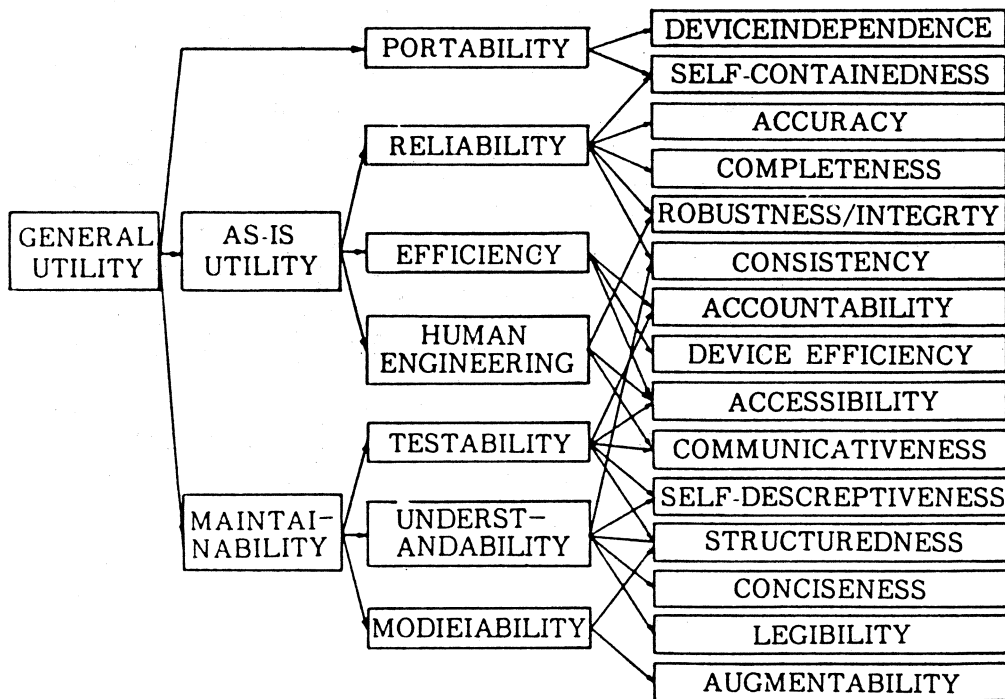 GENERAL
UTILITY
AS-IS
UTILITY
MAINTAI-
NABILITY
PORTABILITY
RELIABILITY
EFFICIENCY
HUMAN
ENGINEERING
TESTABILITY
UNDERST-
ANDABILITY
MODIEIABILITY
DEVICEINDEPENDENCE
SELF-CONTAINEDNESS
ACCURACY
COMPLETENESS
ROBUSTNESS/INTEGRTY
CONSISTENCY
ACCOUNTABILITY
DEVICE EFFICIENCY
ACCESSIBILITY
COMMUNICATIVENESS
SELF-DESCREPTIVENESS
STRUCTUREDNESS
CONCISENESS
LEGIBILITY
AUGMENTABILITY